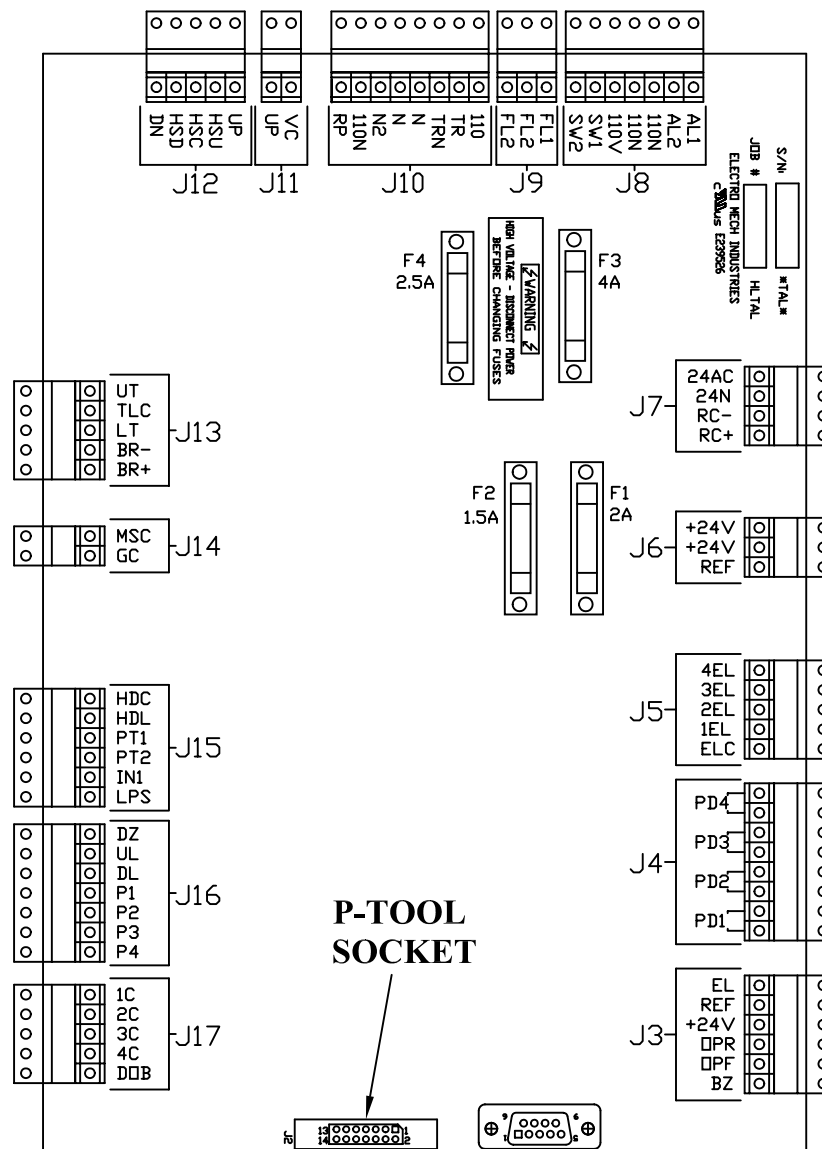 DN
HSD
HSC
HSU
UP
J12
UP
VC
J11
RP
110N
N2
N
N
TRN
TR
110
J10
FL2
FL2
FL1
J9
SW2
SW1
110V
110N
110N
AL2
AL1
J8
S/N:
*TAL*
JOB #
HLTAL
ELECTRO MECH INDUSTRIES
c US E239526
F4
2.5A
WARNING
HIGH VOLTAGE - DISCONNECT POWER
BEFORE CHANGING FUSES
F3
4A
UT
TLC
LT
BR-
BR+
J13
24AC
24N
RC-
RC+
J7
MSC
GC
J14
F2
1.5A
F1
2A
+24V
+24V
REF
J6
HDC
HDL
PT1
PT2
IN1
LPS
J15
4EL
3EL
2EL
1EL
ELC
J5
DZ
UL
DL
P1
P2
P3
P4
J16
PD4
PD3
PD2
PD1
J4
P-TOOL
SOCKET
1C
2C
3C
4C
DOB
J17
EL
REF
+24V
OPR
OPF
BZ
J3
J2
13
14
1
2
6
9
1
5